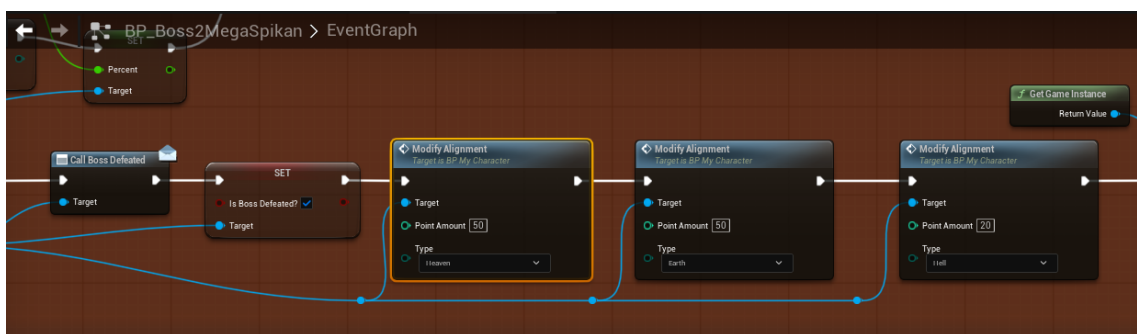 BP_Boss2MegaSpikan > EventGraph
SET
Percent
Target
Get Game Instance
Return Value
Call Boss Defeated
Target
SET
Is Boss Defeated?
Target
Modify Alignment
Target is BP My Character
Target
Point Amount 50
Type
Heaven
Modify Alignment
Target is BP My Character
Target
Point Amount 50
Type
Earth
Modify Alignment
Target is BP My Character
Target
Point Amount 20
Type
Hell